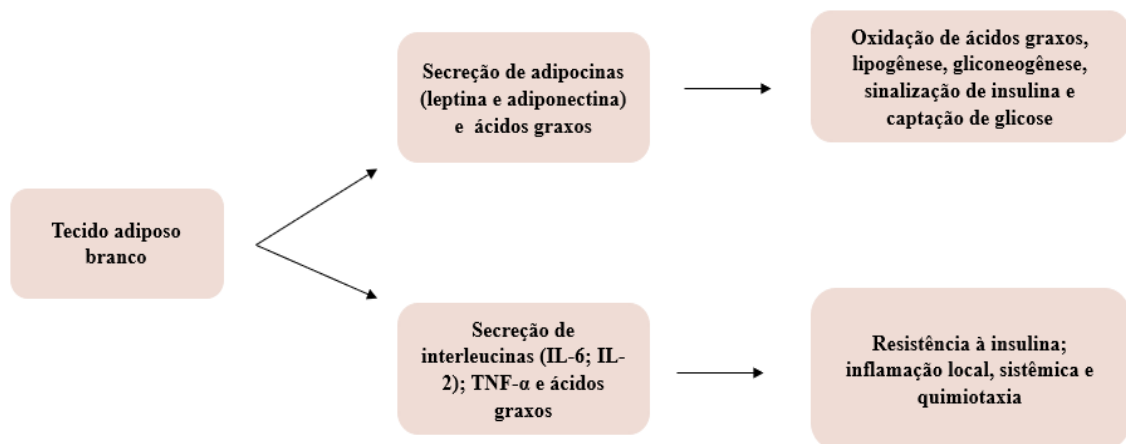 Tecido adiposo
branco
Secreção de adipocinas
(leptina e adiponectina)
e ácidos graxos
Oxidação de ácidos graxos,
lipogênese, gliconeogênese,
sinalização de insulina e
captação de glicose
Secreção de
interleucinas (IL-6; IL-
2); TNF-α e ácidos
graxos
Resistência à insulina;
inflamação local, sistêmica e
quimiotaxia